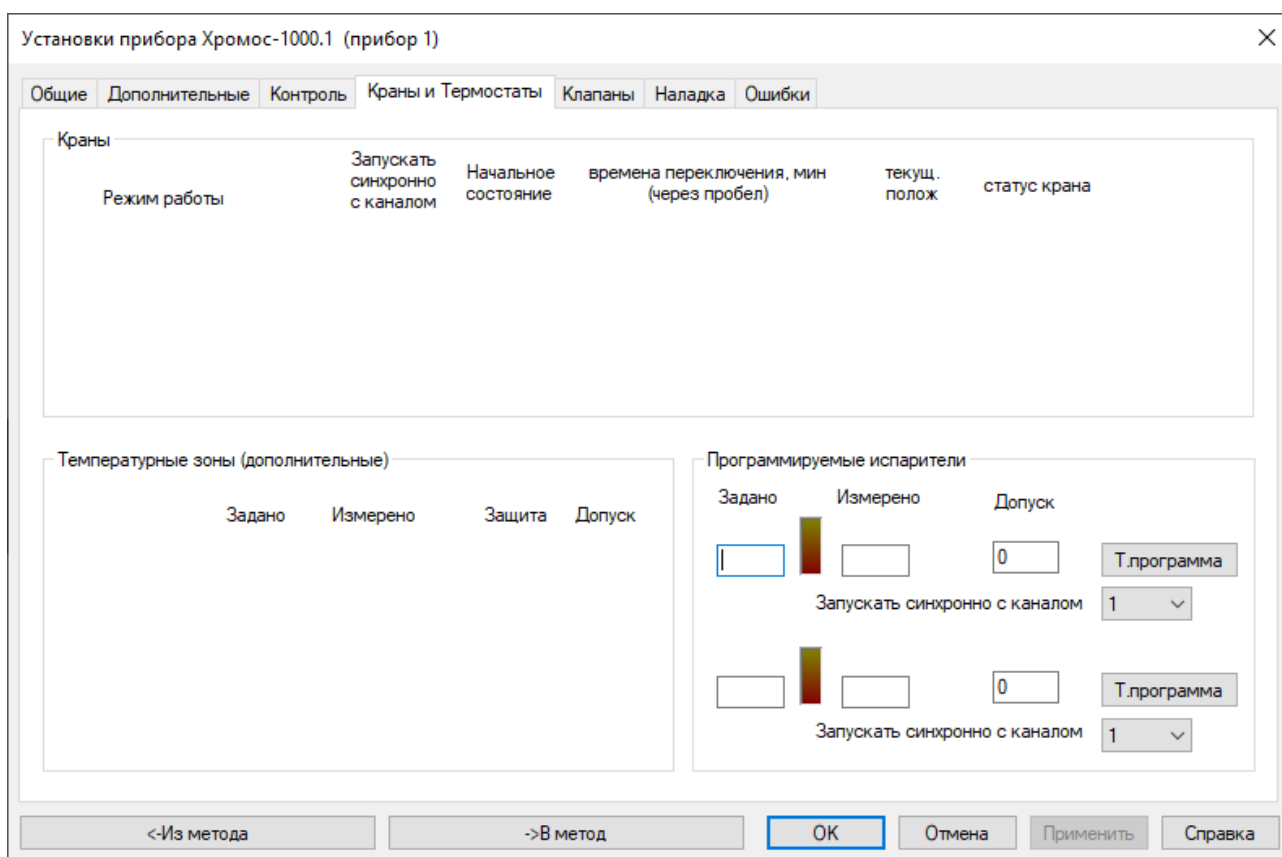 Установки прибора Хромос-1000.1 (прибор 1)
Общие Дополнительные Контроль Краны и Термостаты Клапаны Наладка Ошибки
Краны
Режим работы
Запускать
синхронно
с каналом
Начальное
состояние
времена переключения, мин
(через пробел)
текущ.
полож
статус крана
Температурные зоны (дополнительные)
Задано Измерено Защита Допуск
Программируемые испарители
Задано Измерено Допуск
0 Т.программа
Запускать синхронно с каналом 1
0 Т.программа
Запускать синхронно с каналом 1
<-Из метода ->В метод OK Отмена Применить Справка